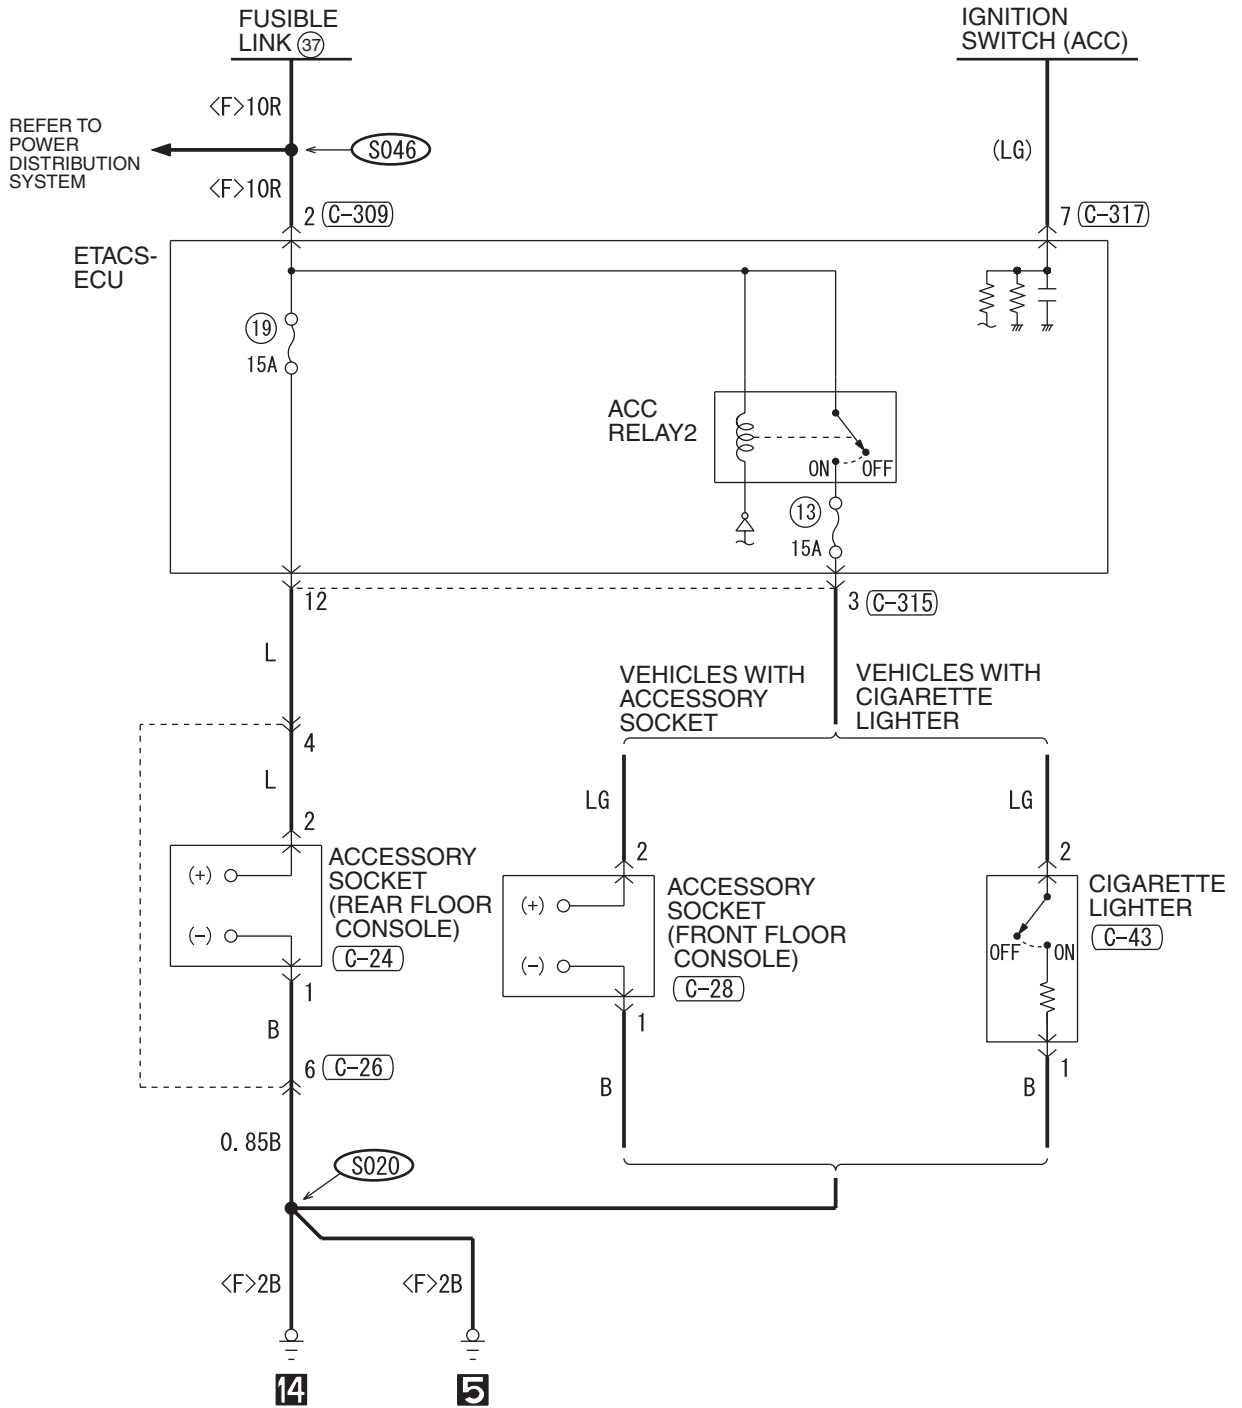 FUSIBLE
LINK 37
IGNITION
SWITCH (ACC)
<F>10R
REFER TO
POWER
DISTRIBUTION
SYSTEM
S046
(LG)
<F>10R
2 C-309
7 C-317
ETACS-
ECU
19
15A
ACC
RELAY2
ON OFF
13
15A
12
3 C-315
L
VEHICLES WITH
ACCESSORY
SOCKET
VEHICLES WITH
CIGARETTE
LIGHTER
4
L
LG
LG
2
2
2
(+)
(-)
ACCESSORY
SOCKET
(REAR FLOOR
CONSOLE)
C-24
(+)
(-)
ACCESSORY
SOCKET
(FRONT FLOOR
CONSOLE)
C-28
CIGARETTE
LIGHTER
C-43
OFF ON
1
1
1
B
6 C-26
B
B
0.85B
S020
<F>2B
<F>2B
14
5